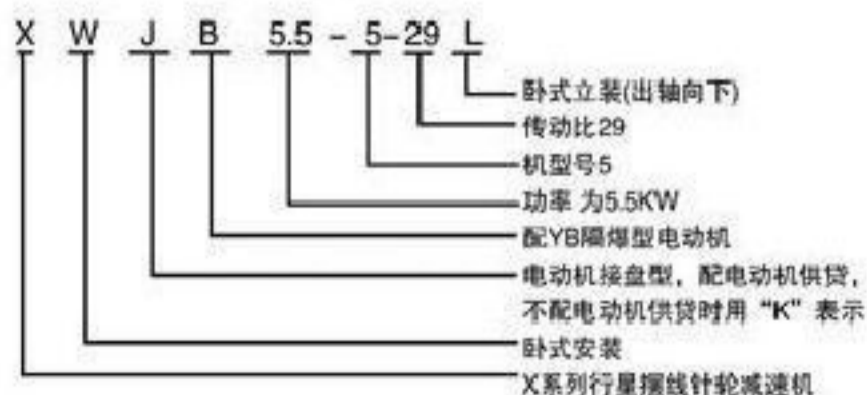 X W J B 5.5 - 5-29 L
卧式立装(出轴向下)
传动比29
机型号5
功率 为5.5KW
配YB隔爆型电动机
电动机接盘型，配电动机供贷，
不配电动机供贷时用“K”表示
卧式安装
X系列行星摆线针轮减速机